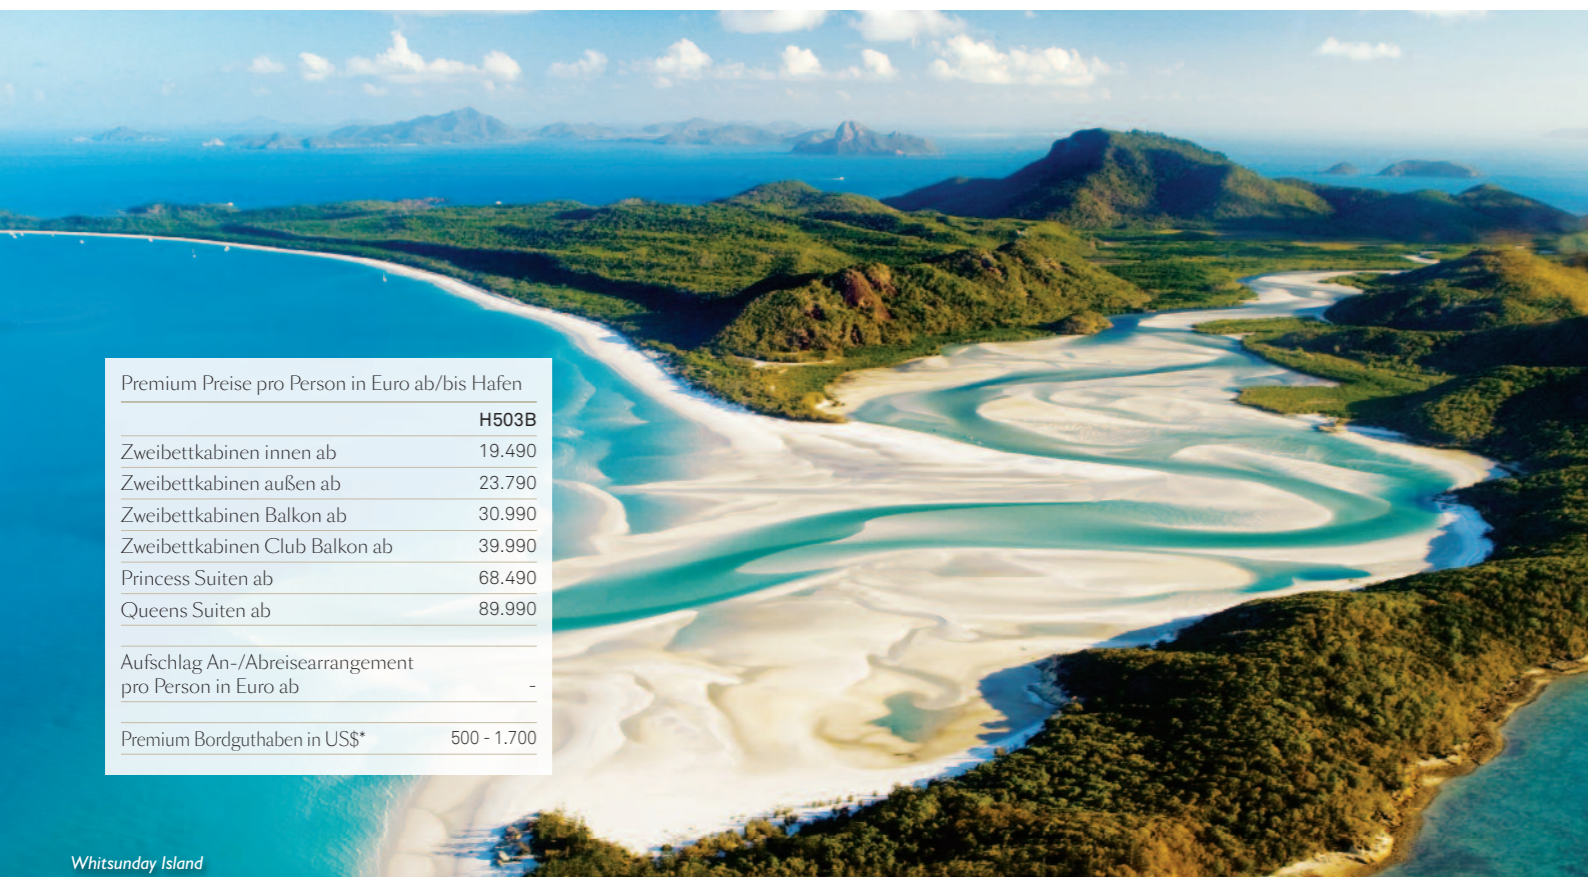 Premium Preise pro Person in Euro ab/bis Hafen
H503B
Zweibettkabinen innen ab 19.490
Zweibettkabinen außen ab 23.790
Zweibettkabinen Balkon ab 30.990
Zweibettkabinen Club Balkon ab 39.990
Princess Suiten ab 68.490
Queens Suiten ab 89.990
Aufschlag An-/Abreisearrangement
pro Person in Euro ab -
Premium Bordguthaben in US$* 500 - 1.700
Whitsunday Island